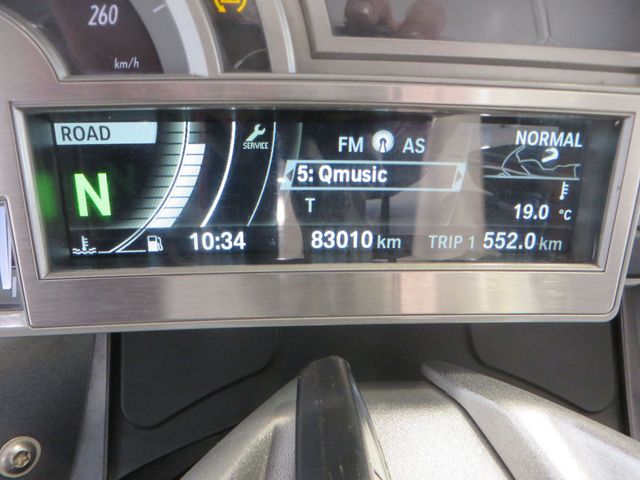 260
km/h
ROAD
SERVICE
FM AS
NORMAL
5: Qmusic
N
T
19.0 °C
10:34
83010 km
TRIP 1 552.0 km